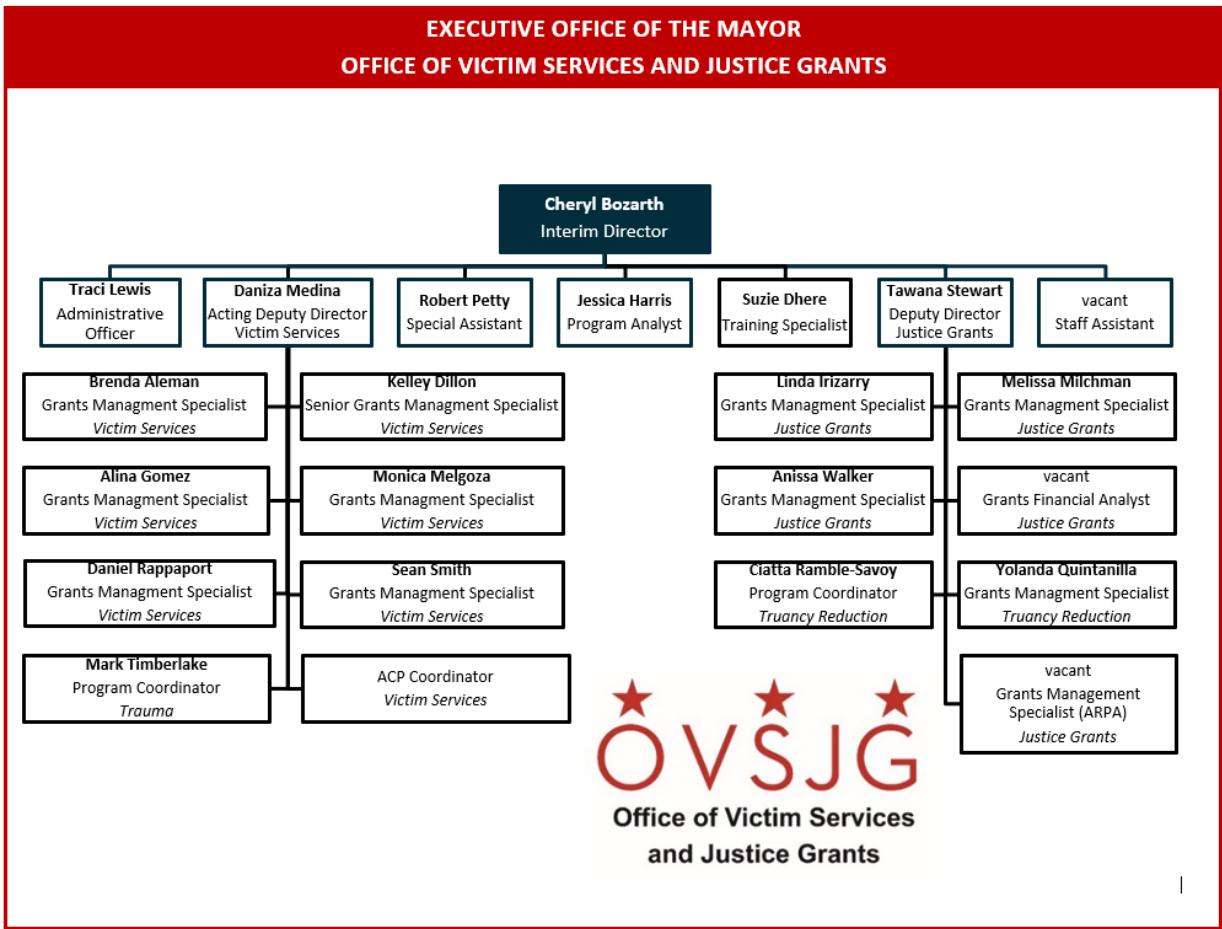 EXECUTIVE OFFICE OF THE MAYOR
OFFICE OF VICTIM SERVICES AND JUSTICE GRANTS
Cheryl Bozarth
Interim Director
Traci Lewis
Administrative
Officer
Daniza Medina
Acting Deputy Director
Victim Services
Robert Petty
Special Assistant
Jessica Harris
Program Analyst
Suzie Dhere
Training Specialist
Tawana Stewart
Deputy Director
Justice Grants
vacant
Staff Assistant
Brenda Aleman
Grants Managment Specialist
Victim Services
Kelley Dillon
Senior Grants Managment Specialist
Victim Services
Linda Irizarry
Grants Managment Specialist
Justice Grants
Melissa Milchman
Grants Managment Specialist
Justice Grants
Alina Gomez
Grants Managment Specialist
Victim Services
Monica Melgoza
Grants Managment Specialist
Victim Services
Anissa Walker
Grants Managment Specialist
Justice Grants
vacant
Grants Financial Analyst
Justice Grants
Daniel Rappaport
Grants Managment Specialist
Victim Services
Sean Smith
Grants Managment Specialist
Victim Services
Ciatta Ramble-Savoy
Program Coordinator
Truancy Reduction
Yolanda Quintanilla
Grants Managment Specialist
Truancy Reduction
Mark Timberlake
Program Coordinator
Trauma
ACP Coordinator
Victim Services
vacant
Grants Management
Specialist (ARPA)
Justice Grants
OVSJG
Office of Victim Services
and Justice Grants